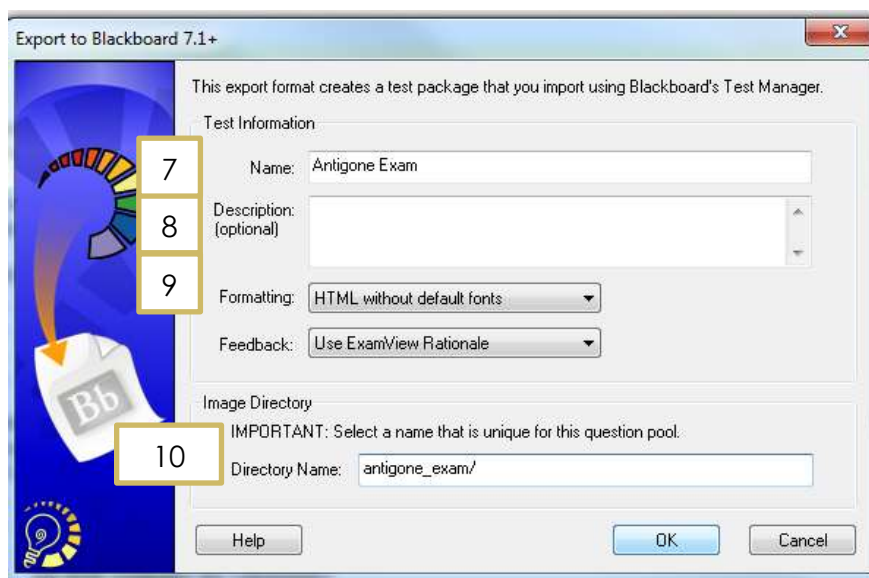 Export to Blackboard 7.1+
This export format creates a test package that you import using Blackboard's Test Manager.
Test Information
7
Name: Antigone Exam
8
Description:
(optional)
9
Formatting: HTML without default fonts
Feedback: Use ExamView Rationale
Bb
Image Directory
IMPORTANT: Select a name that is unique for this question pool.
10
Directory Name: antigone_exam/
Help OK Cancel